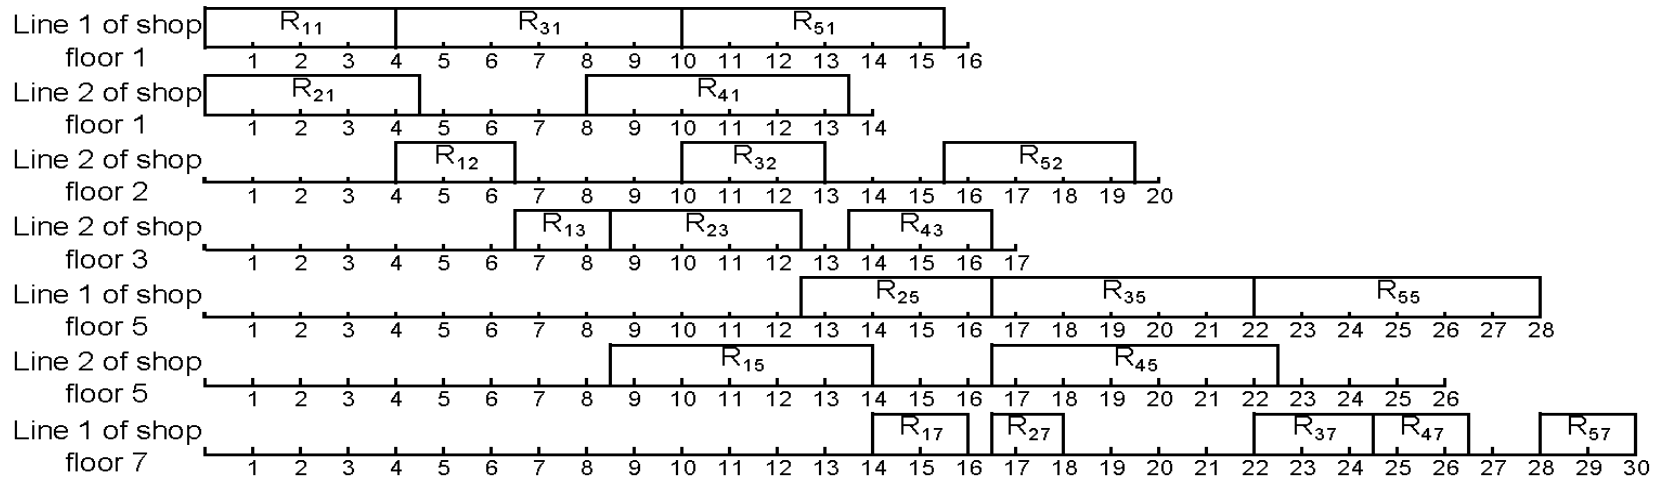 Line 1 of shop floor 1 R11 R31 R51
1 2 3 4 5 6 7 8 9 10 11 12 13 14 15 16
Line 2 of shop floor 1 R21 R41
1 2 3 4 5 6 7 8 9 10 11 12 13 14
Line 2 of shop floor 2 R12 R32 R52
1 2 3 4 5 6 7 8 9 10 11 12 13 14 15 16 17 18 19 20
Line 2 of shop floor 3 R13 R23 R43
1 2 3 4 5 6 7 8 9 10 11 12 13 14 15 16 17
Line 1 of shop floor 5 R25 R35 R55
1 2 3 4 5 6 7 8 9 10 11 12 13 14 15 16 17 18 19 20 21 22 23 24 25 26 27 28
Line 2 of shop floor 5 R15 R45
1 2 3 4 5 6 7 8 9 10 11 12 13 14 15 16 17 18 19 20 21 22 23 24 25 26
Line 1 of shop floor 7 R17 R27 R37 R47 R57
1 2 3 4 5 6 7 8 9 10 11 12 13 14 15 16 17 18 19 20 21 22 23 24 25 26 27 28 29 30